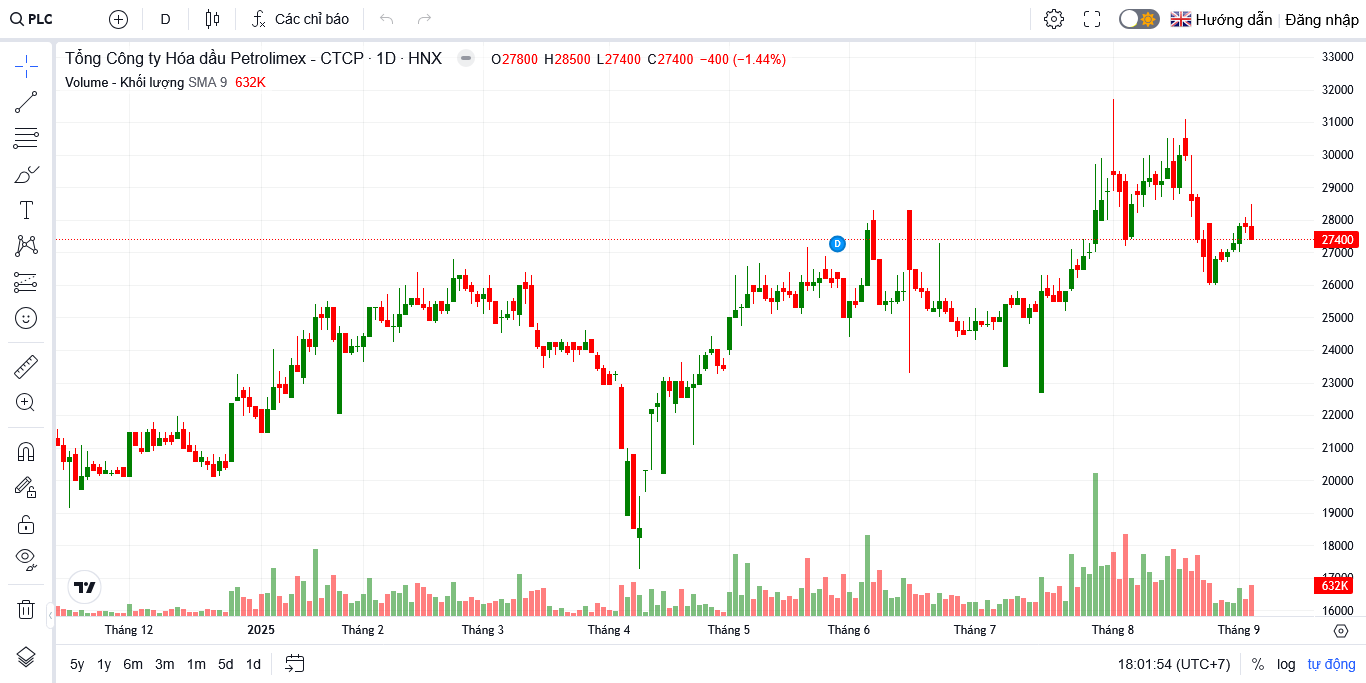 PLC D Các chỉ báo Hướng dẫn Đăng nhập
Tổng Công ty Hóa dầu Petrolimex - CTCP · 1D · HNX O27800 H28500 L27400 C27400 −400 (−1.44%)
Volume - Khối lượng SMA 9 632K
33000
32000
31000
30000
29000
28000
27400
27000
26000
25000
24000
23000
22000
21000
20000
19000
18000
17000
632K
16000
D
Tháng 12 2025 Tháng 2 Tháng 3 Tháng 4 Tháng 5 Tháng 6 Tháng 7 Tháng 8 Tháng 9
5y 1y 6m 3m 1m 5d 1d 18:01:54 (UTC+7) % log tự động